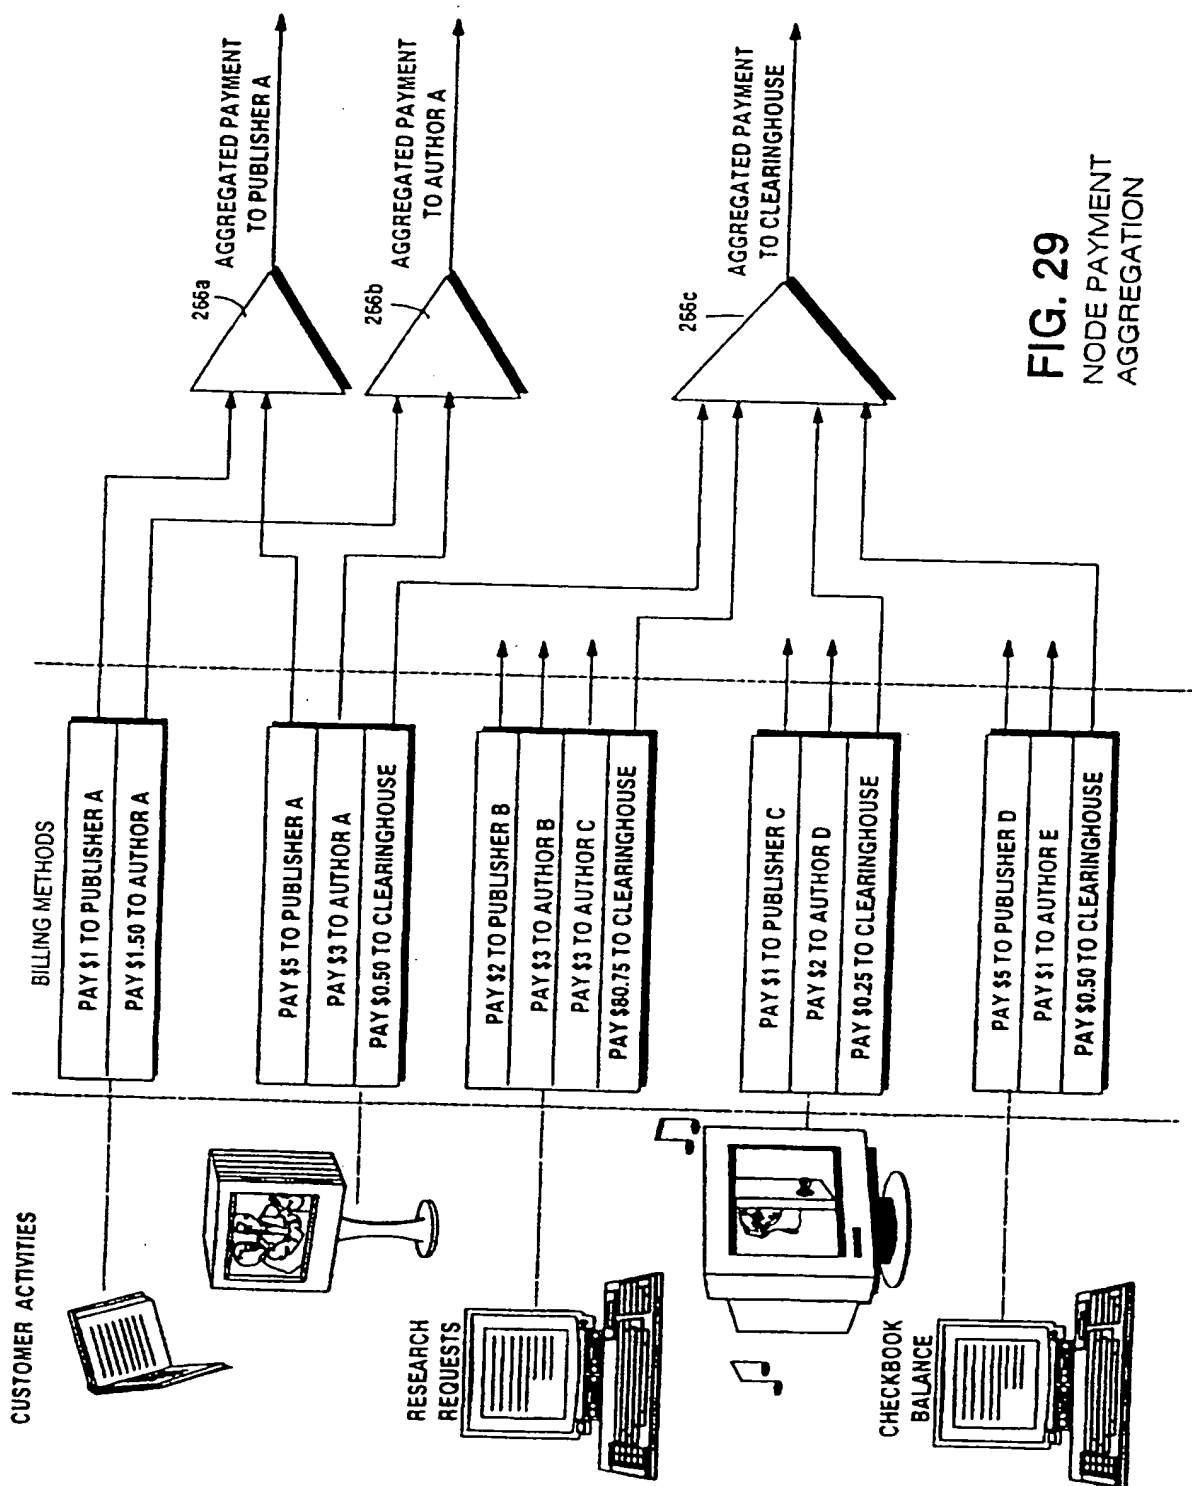 CUSTOMER ACTIVITIES
BILLING METHODS
PAY $1 TO PUBLISHER A
PAY $1.50 TO AUTHOR A
PAY $5 TO PUBLISHER A
PAY $3 TO AUTHOR A
PAY $0.50 TO CLEARINGHOUSE
RESEARCH
REQUESTS
PAY $2 TO PUBLISHER B
PAY $3 TO AUTHOR B
PAY $3 TO AUTHOR C
PAY $80.75 TO CLEARINGHOUSE
PAY $1 TO PUBLISHER C
PAY $2 TO AUTHOR D
PAY $0.25 TO CLEARINGHOUSE
CHECKBOOK
BALANCE
PAY $5 TO PUBLISHER D
PAY $1 TO AUTHOR E
PAY $0.50 TO CLEARINGHOUSE
266a
AGGREGATED PAYMENT
TO PUBLISHER A
266b
AGGREGATED PAYMENT
TO AUTHOR A
266c
AGGREGATED PAYMENT
TO CLEARINGHOUSE
FIG. 29
NODE PAYMENT
AGGREGATION